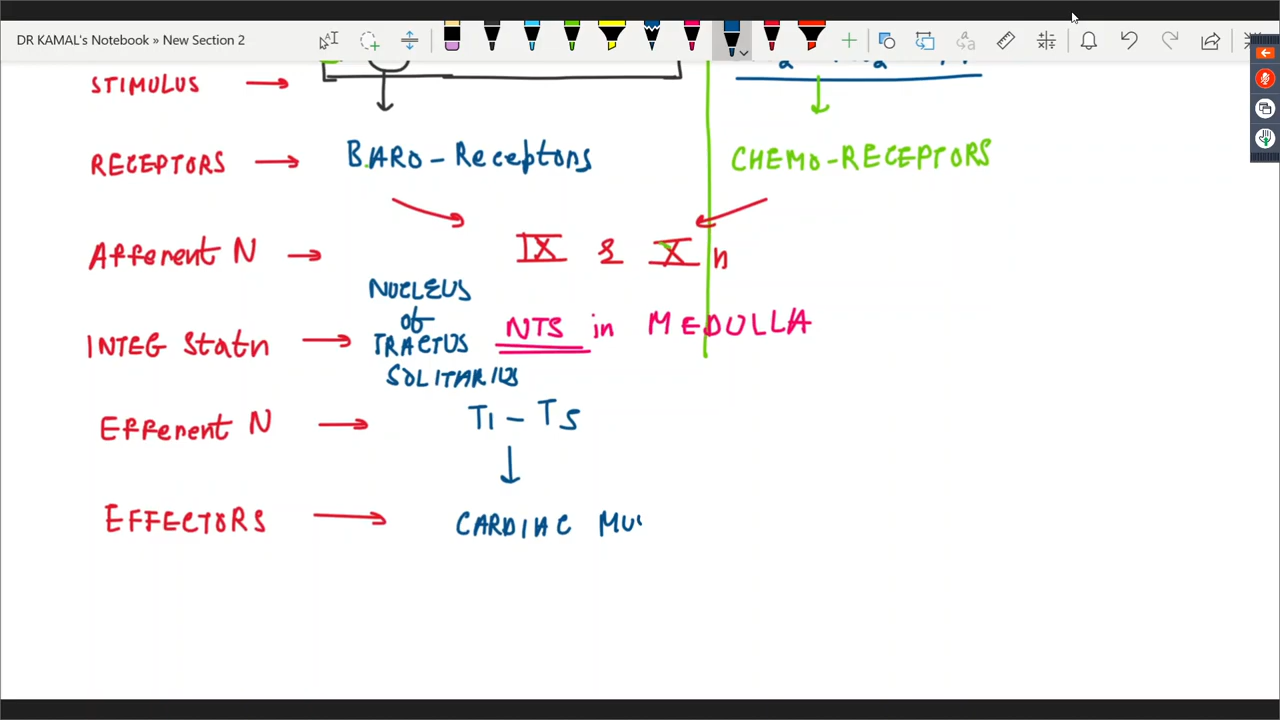 DR KAMAL's Notebook » New Section 2
STIMULUS →
RECEPTORS → BARO - Receptors
CHEMO - RECEPTORS
Afferent N → IX & X n
NUCLEUS
of
TRACTUS
SOLITARIUS
INTEG Statn → NTS in MEDULLA
Efferent N → T1 - T5
EFFECTORS → CARDIAC